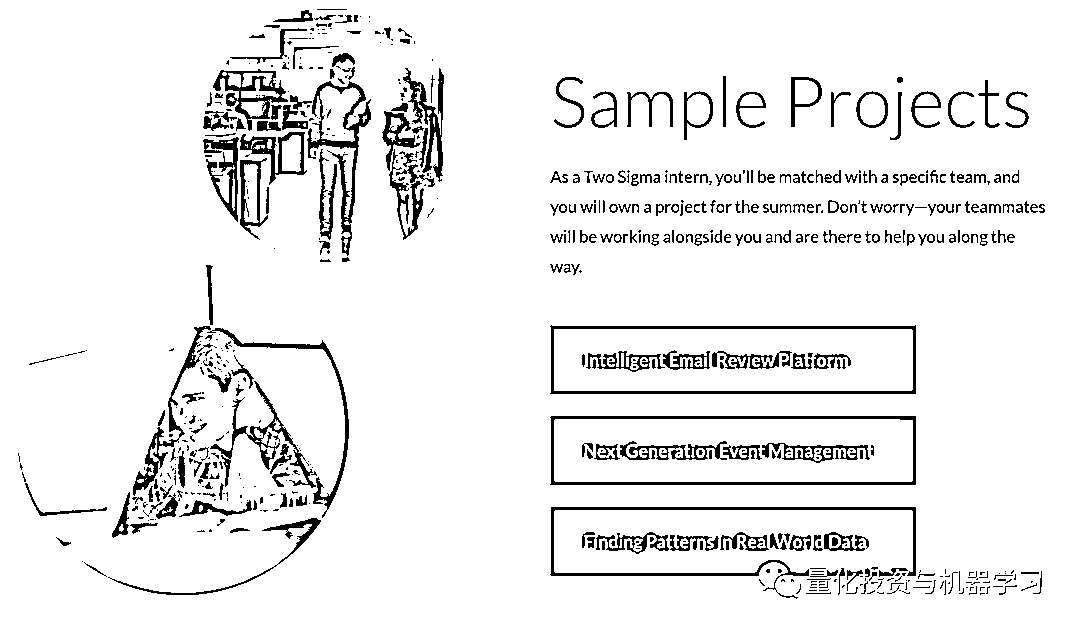 Sample Projects
As a Two Sigma intern, you'll be matched with a specific team, and
you will own a project for the summer. Don't worry—your teammates
will be working alongside you and are there to help you along the
way.
Intelligent Email Review Platform
Next Generation Event Management
Finding Patterns in Real World Data
量化投资与机器学习